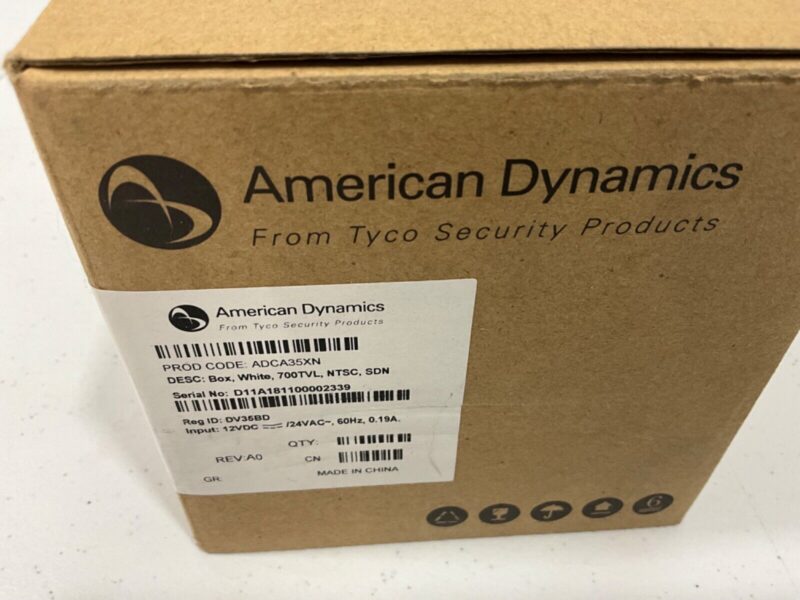 American Dynamics
From Tyco Security Products
American Dynamics
From Tyco Security Products
PROD CODE: ADCA35XN
DESC: Box, White, 700TVL, NTSC, SDN
Serial No: D11A181100002339
Reg ID: DV35BD
Input: 12VDC ⎓ /24VAC~, 60Hz, 0.19A.
QTY:
REV:A0 CN
GR: MADE IN CHINA
6